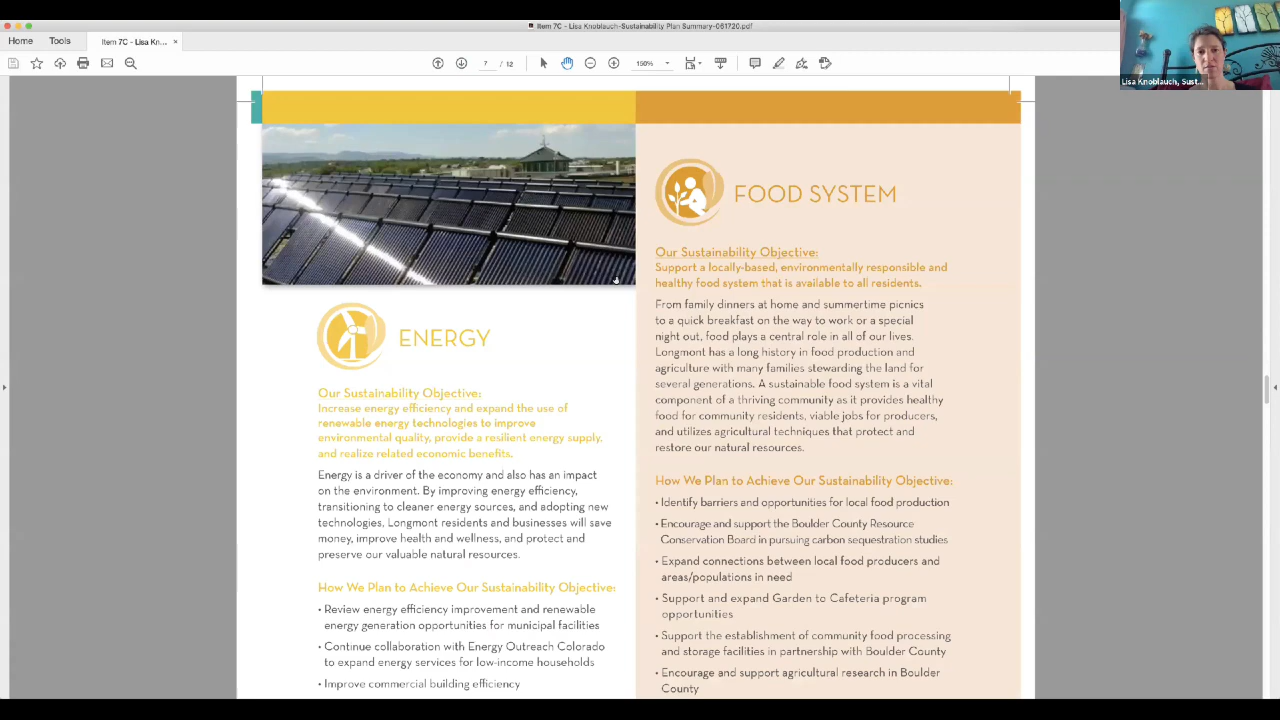 Item 7C - Lisa Knoblauch-Sustainability Plan Summary-061720.pdf
Home
Tools
Item 7C - Lisa Kn...
×
7 / 12
150%
Lisa Knoblauch, Sust...
ENERGY
Our Sustainability Objective:
Increase energy efficiency and expand the use of
renewable energy technologies to improve
environmental quality, provide a resilient energy supply,
and realize related economic benefits.
Energy is a driver of the economy and also has an impact
on the environment. By improving energy efficiency,
transitioning to cleaner energy sources, and adopting new
technologies, Longmont residents and businesses will save
money, improve health and wellness, and protect and
preserve our valuable natural resources.
How We Plan to Achieve Our Sustainability Objective:
• Review energy efficiency improvement and renewable
energy generation opportunities for municipal facilities
• Continue collaboration with Energy Outreach Colorado
to expand energy services for low-income households
• Improve commercial building efficiency
FOOD SYSTEM
Our Sustainability Objective:
Support a locally-based, environmentally responsible and
healthy food system that is available to all residents.
From family dinners at home and summertime picnics
to a quick breakfast on the way to work or a special
night out, food plays a central role in all of our lives.
Longmont has a long history in food production and
agriculture with many families stewarding the land for
several generations. A sustainable food system is a vital
component of a thriving community as it provides healthy
food for community residents, viable jobs for producers,
and utilizes agricultural techniques that protect and
restore our natural resources.
How We Plan to Achieve Our Sustainability Objective:
• Identify barriers and opportunities for local food production
• Encourage and support the Boulder County Resource
Conservation Board in pursuing carbon sequestration studies
• Expand connections between local food producers and
areas/populations in need
• Support and expand Garden to Cafeteria program
opportunities
• Support the establishment of community food processing
and storage facilities in partnership with Boulder County
• Encourage and support agricultural research in Boulder
County